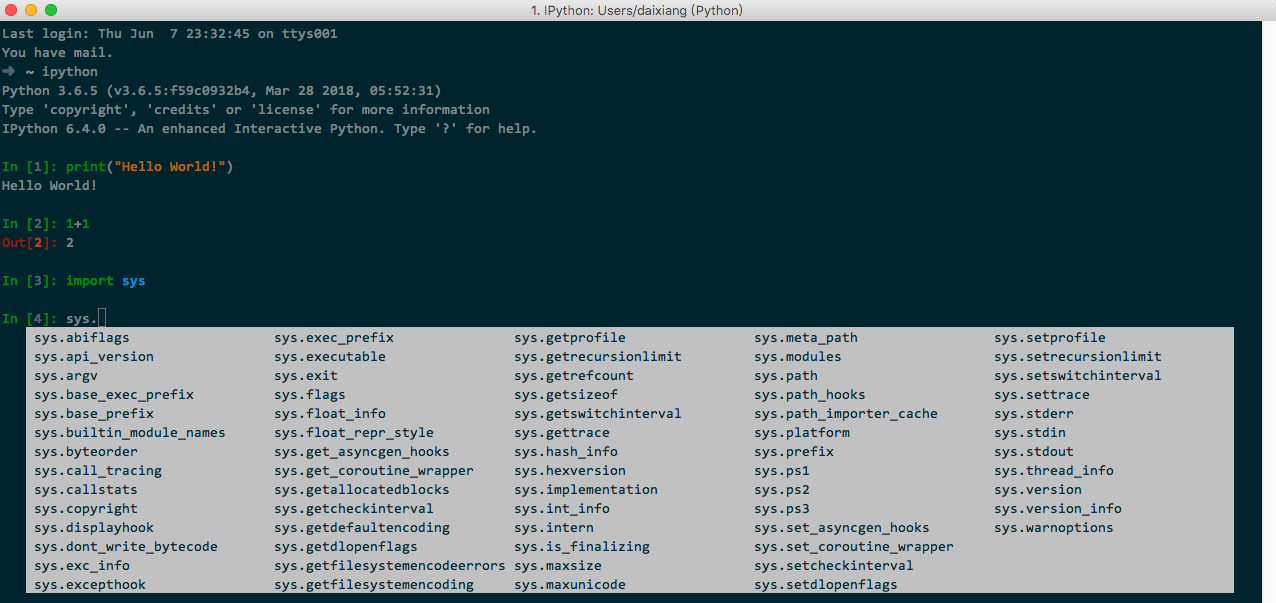 1. IPython: Users/daixiang (Python)
Last login: Thu Jun  7 23:32:45 on ttys001
You have mail.
➜  ~ ipython
Python 3.6.5 (v3.6.5:f59c0932b4, Mar 28 2018, 05:52:31)
Type 'copyright', 'credits' or 'license' for more information
IPython 6.4.0 -- An enhanced Interactive Python. Type '?' for help.
In [1]: print("Hello World!")
Hello World!
In [2]: 1+1
Out[2]: 2
In [3]: import sys
In [4]: sys.
sys.abiflags sys.exec_prefix sys.getprofile sys.meta_path sys.setprofile
sys.api_version sys.executable sys.getrecursionlimit sys.modules sys.setrecursionlimit
sys.argv sys.exit sys.getrefcount sys.path sys.setswitchinterval
sys.base_exec_prefix sys.flags sys.getsizeof sys.path_hooks sys.settrace
sys.base_prefix sys.float_info sys.getswitchinterval sys.path_importer_cache sys.stderr
sys.builtin_module_names sys.float_repr_style sys.gettrace sys.platform sys.stdin
sys.byteorder sys.get_asyncgen_hooks sys.hash_info sys.prefix sys.stdout
sys.call_tracing sys.get_coroutine_wrapper sys.hexversion sys.ps1 sys.thread_info
sys.callstats sys.getallocatedblocks sys.implementation sys.ps2 sys.version
sys.copyright sys.getcheckinterval sys.int_info sys.ps3 sys.version_info
sys.displayhook sys.getdefaultencoding sys.intern sys.set_asyncgen_hooks sys.warnoptions
sys.dont_write_bytecode sys.getdlopenflags sys.is_finalizing sys.set_coroutine_wrapper
sys.exc_info sys.getfilesystemencodeerrors sys.maxsize sys.setcheckinterval
sys.excepthook sys.getfilesystemencoding sys.maxunicode sys.setdlopenflags